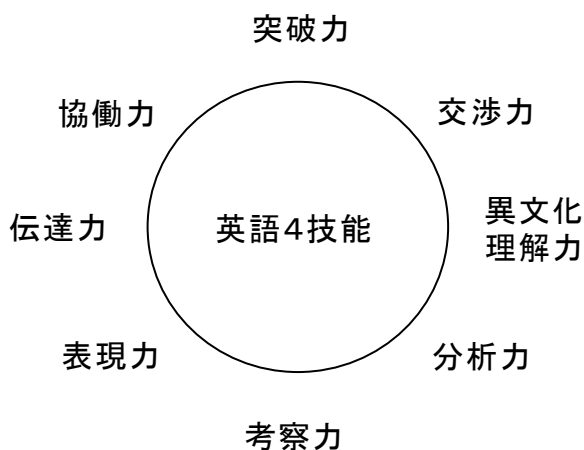 突破力
協働力
交渉力
伝達力
英語4技能
異文化
理解力
表現力
分析力
考察力